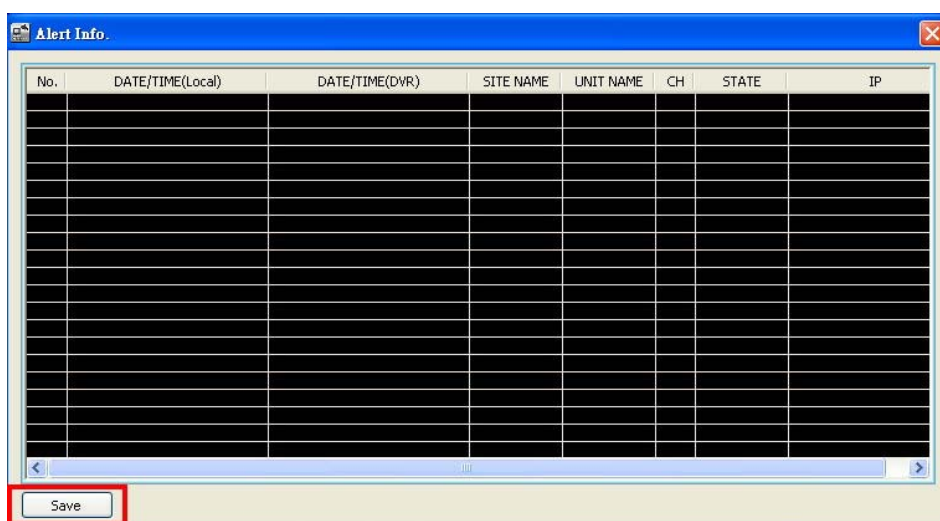 Alert Info.
No. DATE/TIME(Local) DATE/TIME(DVR) SITE NAME UNIT NAME CH STATE IP
Save